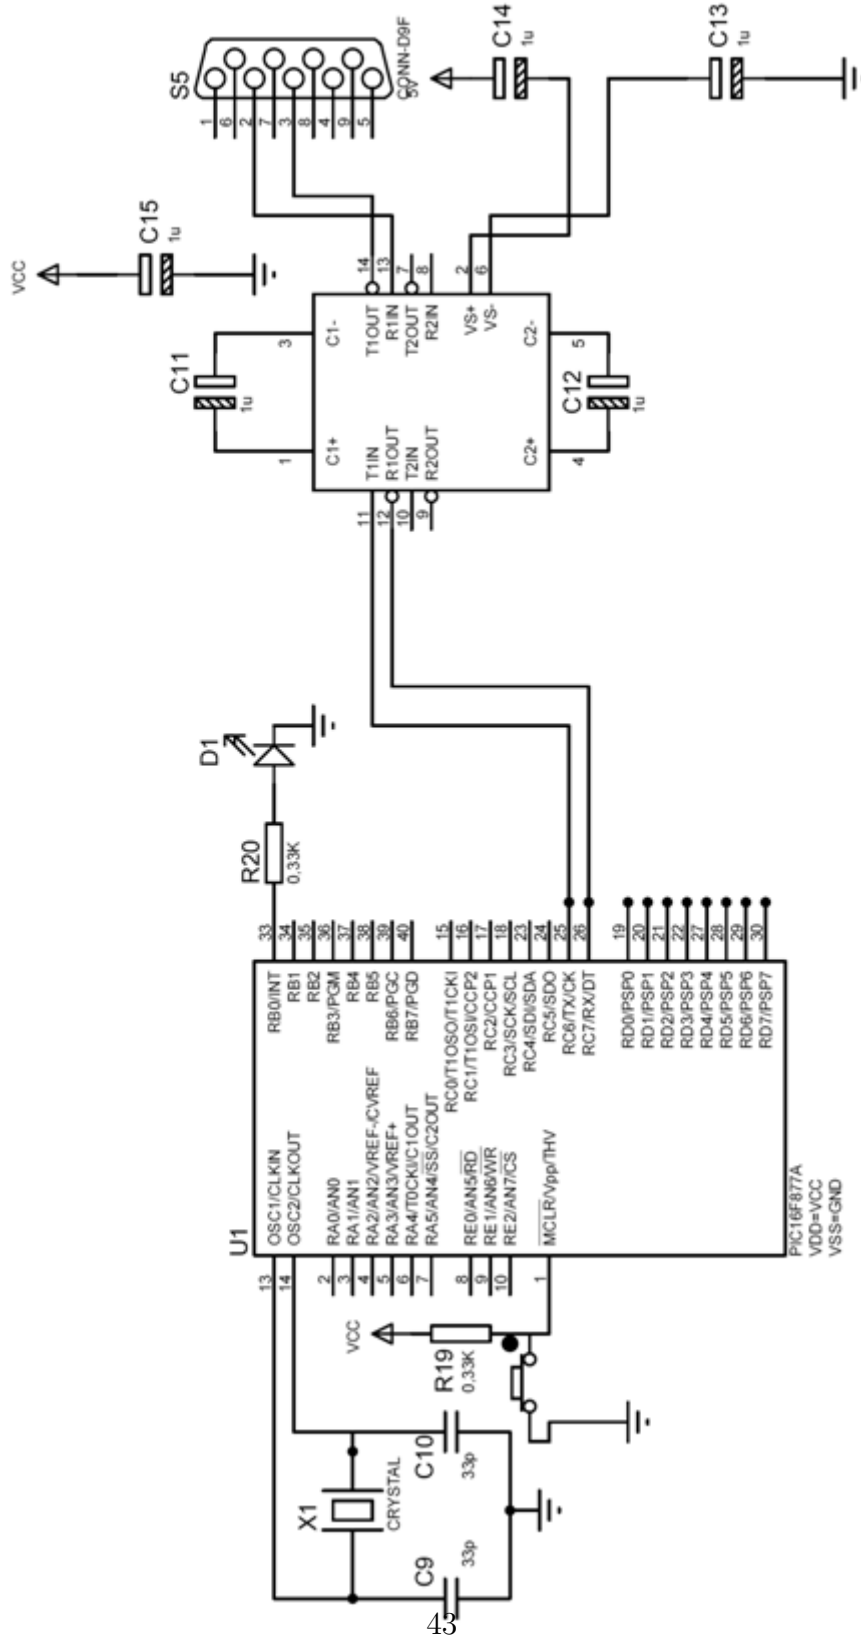 U1
13
OSC1/CLKIN
14
OSC2/CLKOUT
2
RA0/AN0
3
RA1/AN1
4
RA2/AN2/VREF-/CVREF
5
RA3/AN3/VREF+
6
RA4/T0CKI/C1OUT
7
RA5/AN4/SS/C2OUT
8
RE0/AN5/RD
9
RE1/AN6/WR
10
RE2/AN7/CS
1
MCLR/Vpp/THV
RB0/INT
33
RB1
34
RB2
35
RB3/PGM
36
RB4
37
RB5
38
RB6/PGC
39
RB7/PGD
40
RC0/T1OSO/T1CKI
15
RC1/T1OSI/CCP2
16
RC2/CCP1
17
RC3/SCK/SCL
18
RC4/SDI/SDA
23
RC5/SDO
24
RC6/TX/CK
25
RC7/RX/DT
26
RD0/PSP0
19
RD1/PSP1
20
RD2/PSP2
21
RD3/PSP3
22
RD4/PSP4
27
RD5/PSP5
28
RD6/PSP6
29
RD7/PSP7
30
PIC16F877A
VDD=VCC
VSS=GND
X1
CRYSTAL
C9
33p
C10
33p
VCC
R19
0,33K
R20
0,33K
D1
C11
1u
1
C1+
3
C1-
11
T1IN
12
R1OUT
10
T2IN
9
R2OUT
T1OUT
14
R1IN
13
T2OUT
7
R2IN
8
VS+
2
VS-
6
C2+
4
C2-
5
C12
1u
VCC
C15
1u
S5
1
6
2
7
3
8
4
9
5
CONN-D9F
5V
C14
1u
C13
1u
43